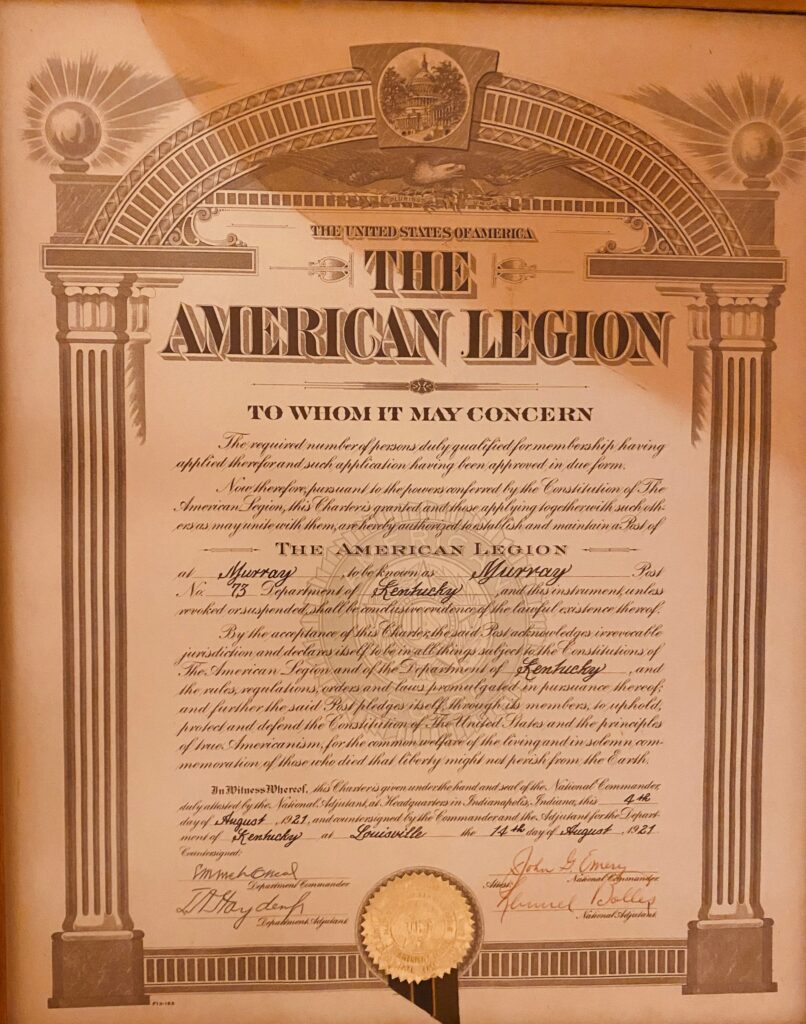 PLURIBUS
THE UNITED STATES OF AMERICA
THE
AMERICAN LEGION
TO WHOM IT MAY CONCERN
The required number of persons duly qualified for membership having
applied therefor and such application having been approved in due form.
Now therefore, pursuant to the powers conferred by the Constitution of The
American Legion, this Charter is granted and those applying together with such oth-
ers as may unite with them, are hereby authorized to establish and maintain a Post of
THE AMERICAN LEGION
at Murray, to be known as Murray Post
No. 73 Department of Kentucky, and this instrument, unless
revoked or suspended, shall be conclusive evidence of the lawful existence thereof.
By the acceptance of this Charter, the said Post acknowledges irrevocable
jurisdiction and declares itself to be in all things subject to the Constitutions of
The American Legion and of the Department of Kentucky, and
the rules, regulations, orders and laws promulgated in pursuance thereof;
and further the said Post pledges itself, through its members, to uphold,
protect and defend the Constitution of The United States and the principles
of true Americanism, for the common welfare of the living and in solemn com-
memoration of those who died that liberty might not perish from the Earth.
In Witness Whereof, this Charter is given under the hand and seal of the National Commander,
duly attested by the National Adjutant, at Headquarters in Indianapolis, Indiana, this 4th
day of August, 1921, and countersigned by the Commander and the Adjutant for the Depart-
ment of Kentucky at Louisville the 14th day of August, 1921.
Countersigned:
Department Commander
Department Adjutant
John G Emery
National Commander
Attest:
Lemuel Bolles
National Adjutant